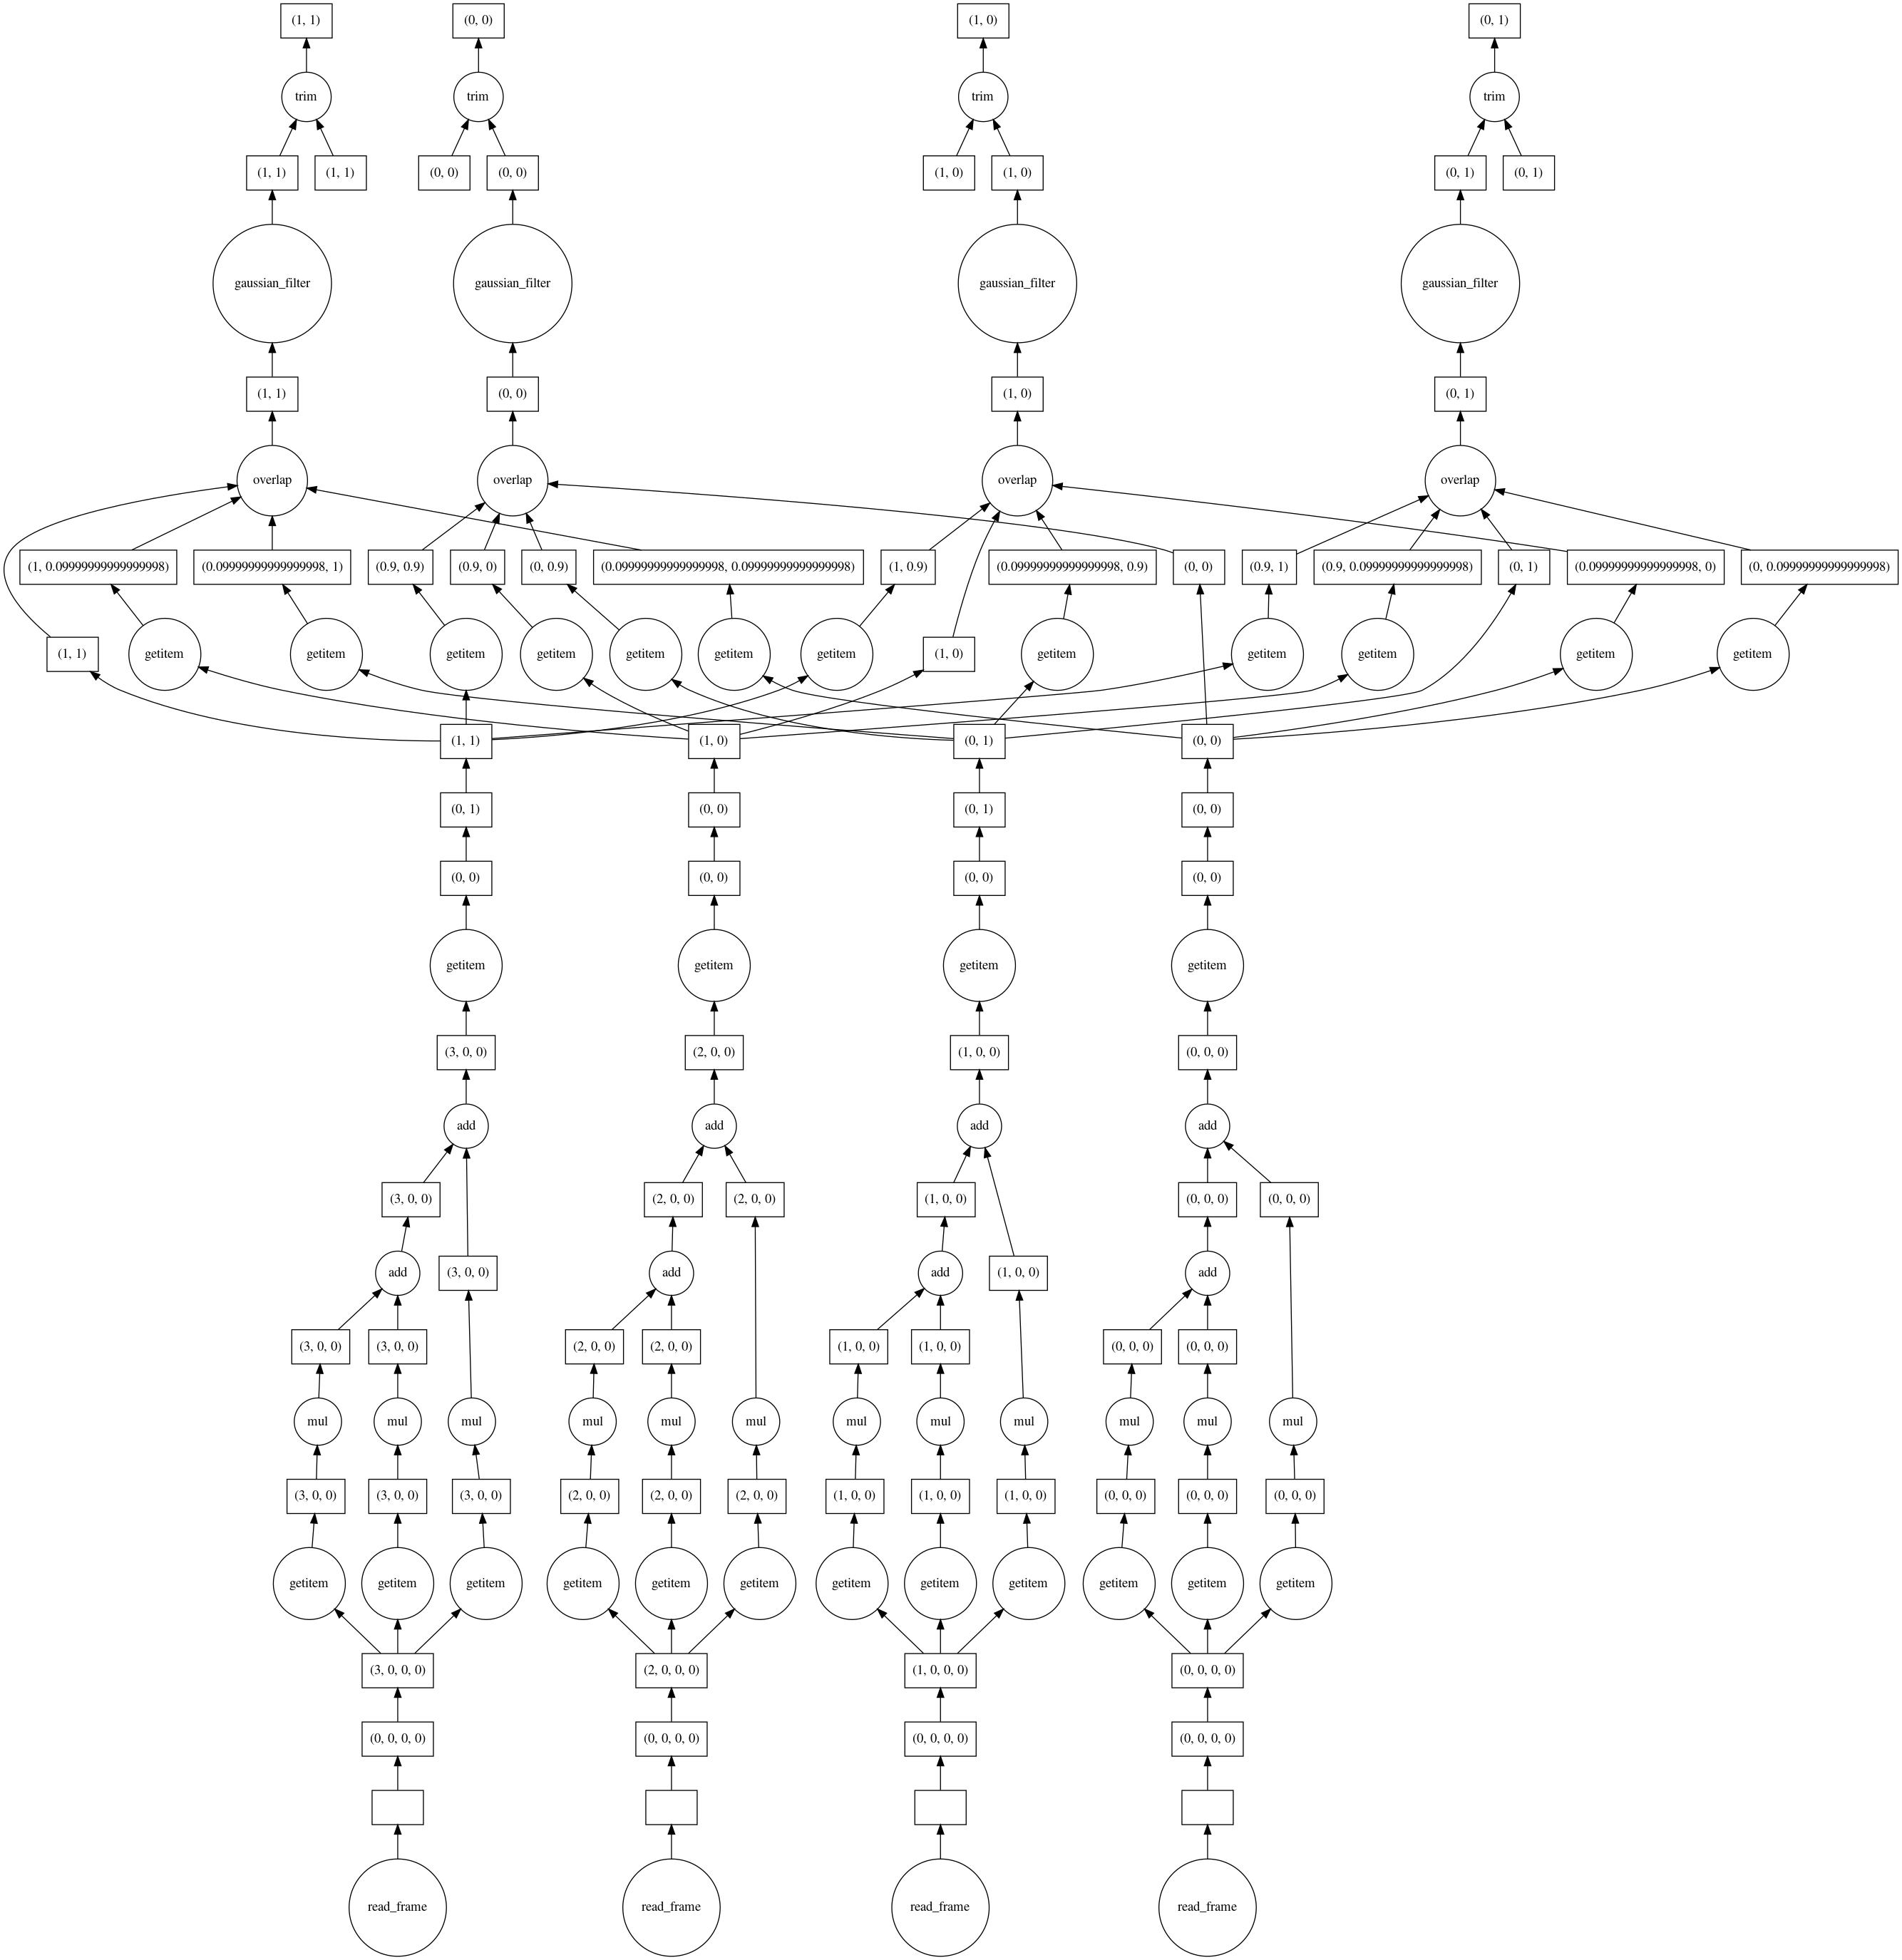 (1, 1)
(0, 0)
(1, 0)
(0, 1)
trim
trim
trim
trim
(1, 1)
(1, 1)
(0, 0)
(0, 0)
(1, 0)
(1, 0)
(0, 1)
(0, 1)
gaussian_filter
gaussian_filter
gaussian_filter
gaussian_filter
(1, 1)
(0, 0)
(1, 0)
(0, 1)
overlap
overlap
overlap
overlap
(1, 0.09999999999999998)
(0.09999999999999998, 1)
(0.9, 0.9)
(0.9, 0)
(0, 0.9)
(0.09999999999999998, 0.09999999999999998)
(1, 0.9)
(0.09999999999999998, 0.9)
(0, 0)
(0.9, 1)
(0.9, 0.09999999999999998)
(0, 1)
(0.09999999999999998, 0)
(0, 0.09999999999999998)
(1, 1)
getitem
getitem
getitem
getitem
getitem
getitem
getitem
(1, 0)
getitem
getitem
getitem
getitem
getitem
(1, 1)
(1, 0)
(0, 1)
(0, 0)
(0, 1)
(0, 0)
(0, 1)
(0, 0)
(0, 0)
(0, 0)
(0, 0)
(0, 0)
getitem
getitem
getitem
getitem
(3, 0, 0)
(2, 0, 0)
(1, 0, 0)
(0, 0, 0)
add
add
add
add
(3, 0, 0)
(2, 0, 0)
(2, 0, 0)
(1, 0, 0)
(0, 0, 0)
(0, 0, 0)
add
(3, 0, 0)
add
add
(1, 0, 0)
add
(3, 0, 0)
(3, 0, 0)
(2, 0, 0)
(2, 0, 0)
(1, 0, 0)
(1, 0, 0)
(0, 0, 0)
(0, 0, 0)
mul
mul
mul
mul
mul
mul
mul
mul
mul
mul
mul
mul
(3, 0, 0)
(3, 0, 0)
(3, 0, 0)
(2, 0, 0)
(2, 0, 0)
(2, 0, 0)
(1, 0, 0)
(1, 0, 0)
(1, 0, 0)
(0, 0, 0)
(0, 0, 0)
(0, 0, 0)
getitem
getitem
getitem
getitem
getitem
getitem
getitem
getitem
getitem
getitem
getitem
getitem
(3, 0, 0, 0)
(2, 0, 0, 0)
(1, 0, 0, 0)
(0, 0, 0, 0)
(0, 0, 0, 0)
(0, 0, 0, 0)
(0, 0, 0, 0)
(0, 0, 0, 0)
read_frame
read_frame
read_frame
read_frame